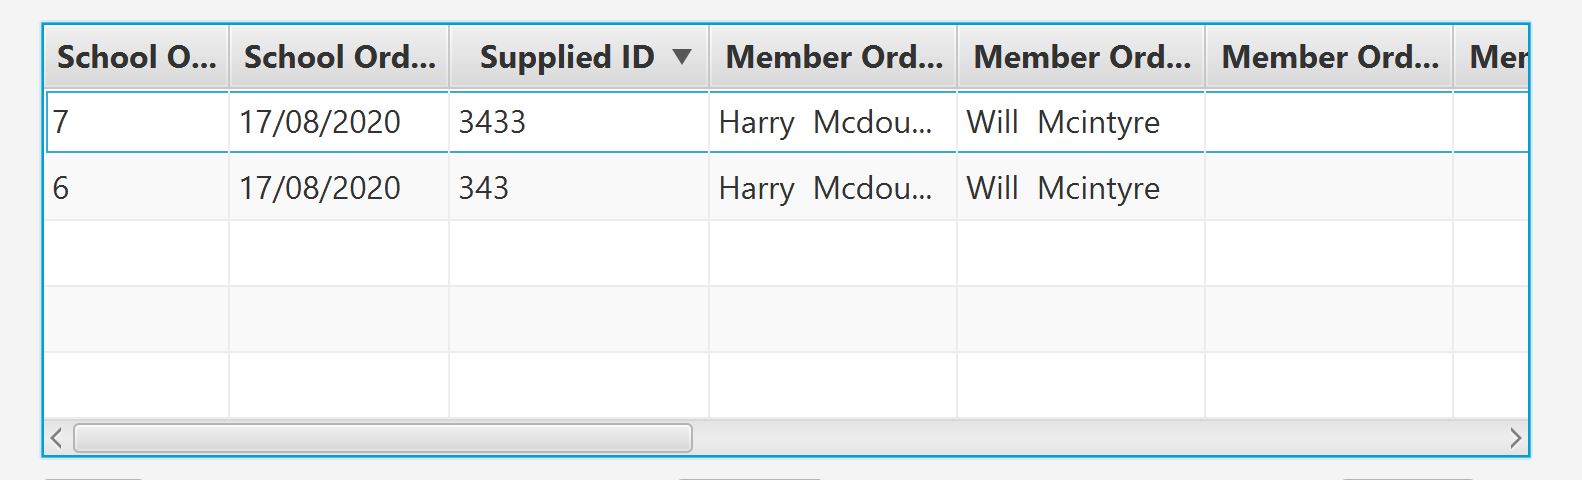 School O... School Ord... Supplied ID Member Ord... Member Ord... Member Ord... Mer
7 17/08/2020 3433 Harry Mcdou... Will Mcintyre
6 17/08/2020 343 Harry Mcdou... Will Mcintyre